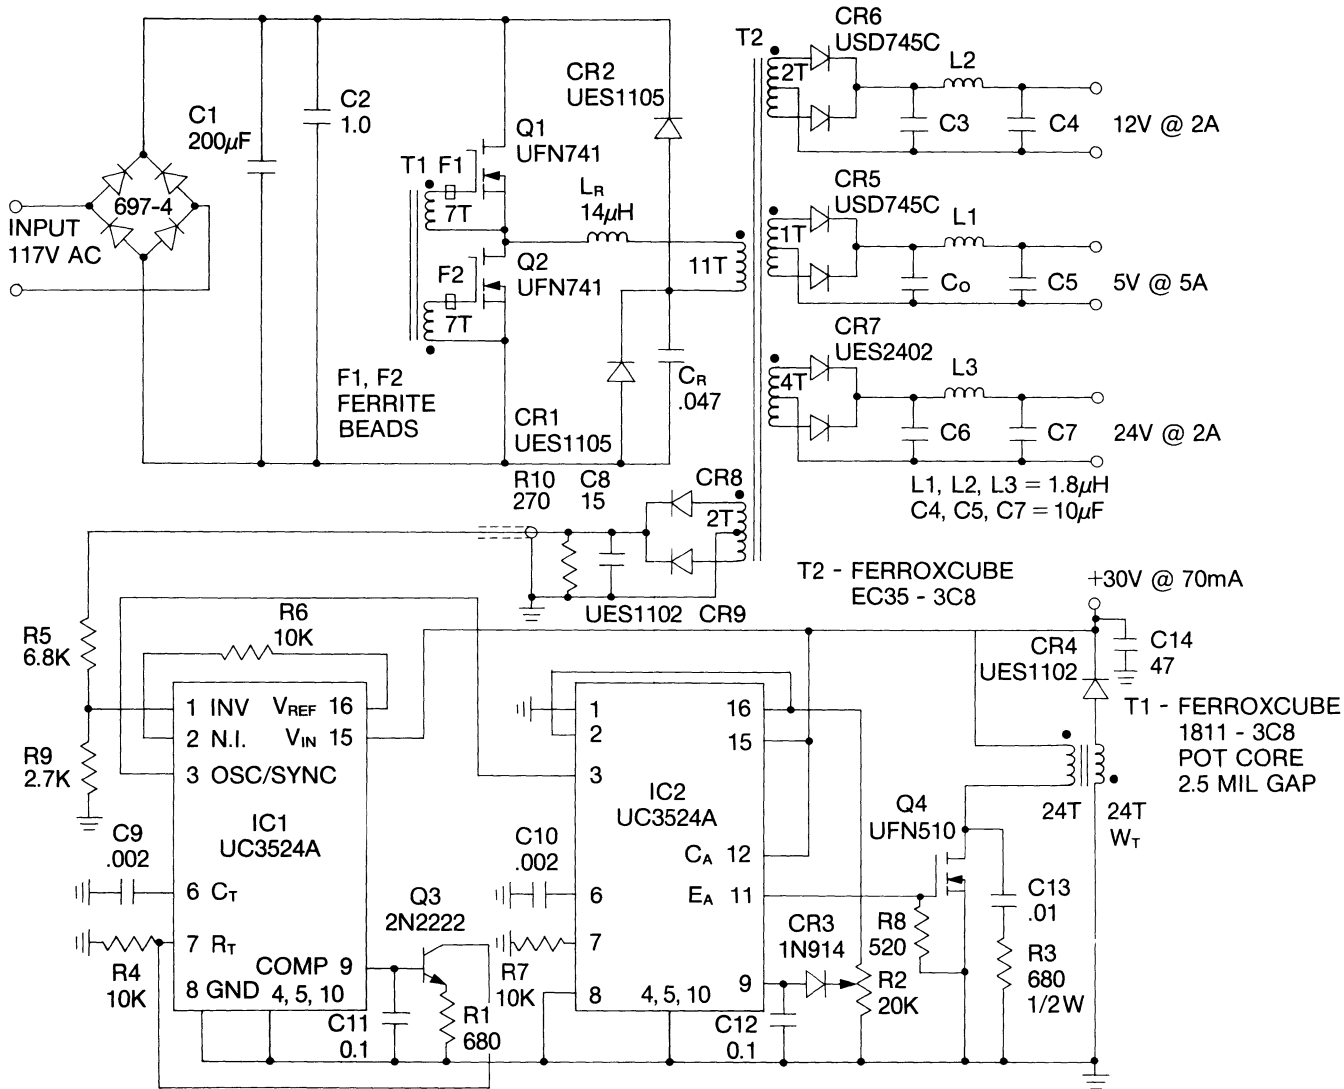 CR6
USD745C
T2
L2
CR2
UES1105
2T
C2
1.0
C1
200μF
C3
C4
12V @ 2A
Q1
UFN741
T1
F1
7T
LR
14μH
CR5
USD745C
L1
697-4
INPUT
117V AC
1T
11T
Q2
UFN741
F2
7T
CO
C5
5V @ 5A
CR7
UES2402
L3
4T
F1, F2
FERRITE
BEADS
CR
.047
CR1
UES1105
C6
C7
24V @ 2A
R10
270
C8
15
CR8
2T
L1, L2, L3 = 1.8μH
C4, C5, C7 = 10μF
T2 - FERROXCUBE
EC35 - 3C8
+30V @ 70mA
UES1102 CR9
R6
10K
R5
6.8K
CR4
UES1102
C14
47
1 INV
VREF 16
2 N.I.
VIN 15
3 OSC/SYNC
R9
2.7K
1
2
3
16
15
T1 - FERROXCUBE
1811 - 3C8
POT CORE
2.5 MIL GAP
IC1
UC3524A
IC2
UC3524A
Q4
UFN510
24T
24T
WT
C9
.002
C10
.002
CA 12
6 CT
6
EA 11
Q3
2N2222
C13
.01
R8
520
CR3
1N914
7 RT
7
R4
10K
COMP 9
8 GND
4, 5, 10
R7
10K
8
4, 5, 10
9
R2
20K
R3
680
1/2W
C11
0.1
R1
680
C12
0.1